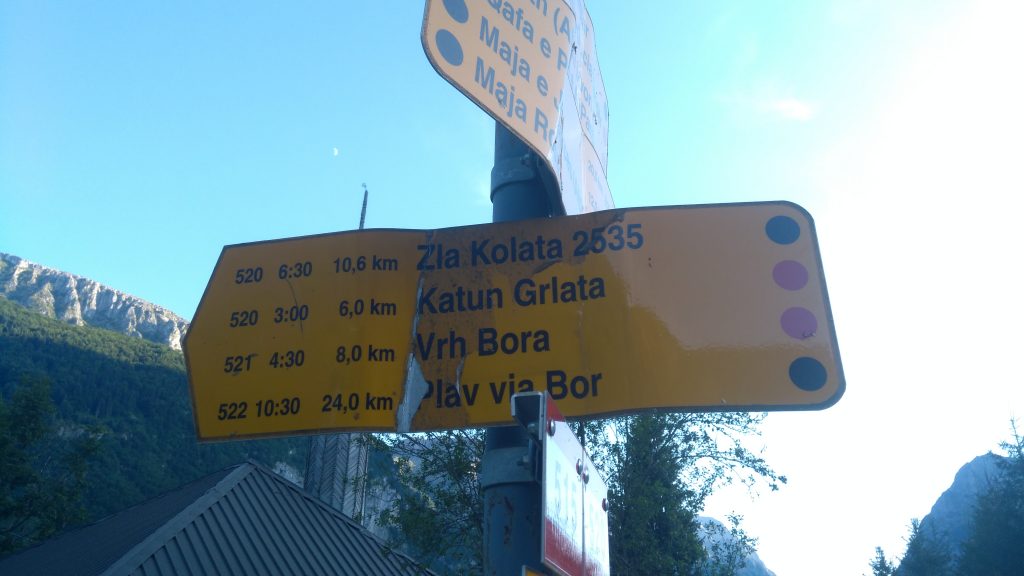 Qafa e
Maja e
Maja
520 6:30 10,6 km Zla Kolata 2535
520 3:00 6,0 km Katun Grlata
521 4:30 8,0 km Vrh Bora
522 10:30 24,0 km Plav via Bor